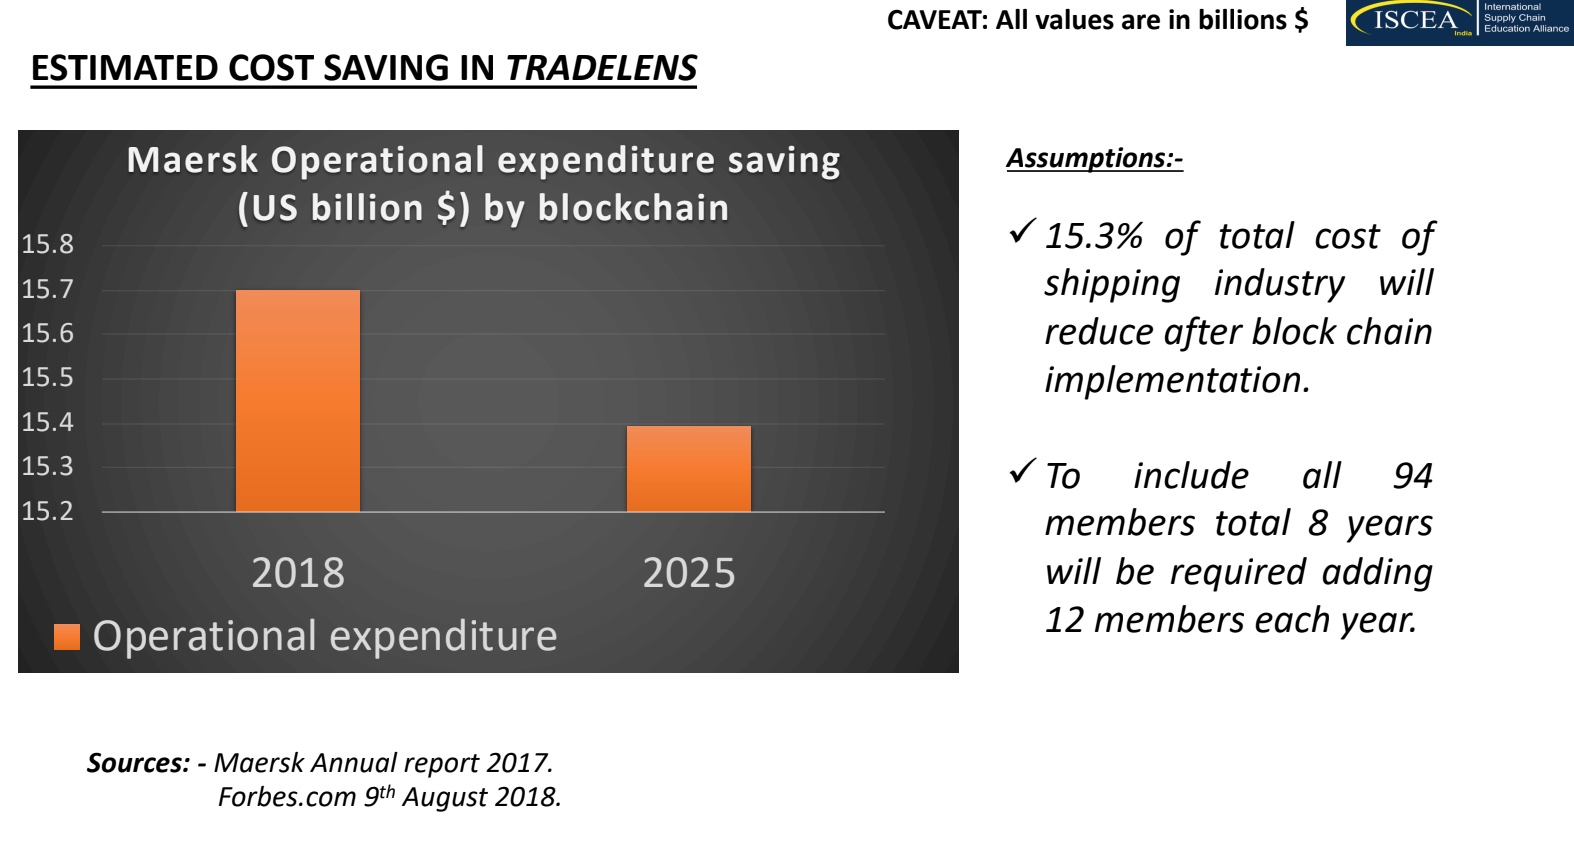 CAVEAT: All values are in billions $
ISCEA
India
International
Supply Chain
Education Alliance
ESTIMATED COST SAVING IN TRADELENS
Maersk Operational expenditure saving
(US billion $) by blockchain
15.8
15.7
15.6
15.5
15.4
15.3
15.2
2018 2025
Operational expenditure
Assumptions:-
✓ 15.3% of total cost of
shipping industry will
reduce after block chain
implementation.
✓ To include all 94
members total 8 years
will be required adding
12 members each year.
Sources: - Maersk Annual report 2017.
Forbes.com 9th August 2018.